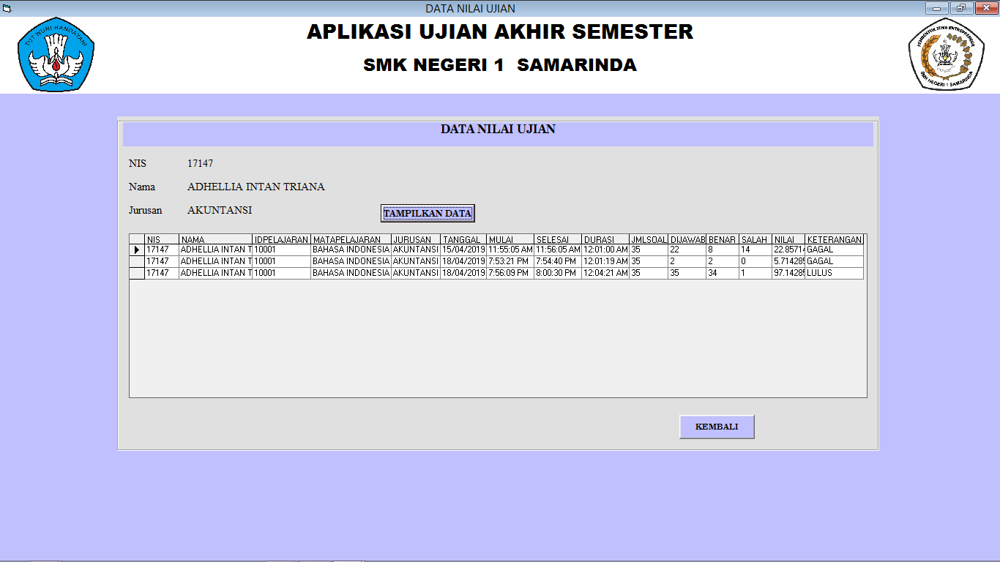 DATA NILAI UJIAN
TUT WURI HANDAYANI
APLIKASI UJIAN AKHIR SEMESTER
SMK NEGERI 1 SAMARINDA
PEMBENTUK JIWA ENTREPRENEUR
SMK NEGERI 1 SAMARINDA
DATA NILAI UJIAN
NIS 17147
Nama ADHELLIA INTAN TRIANA
Jurusan AKUNTANSI
TAMPILKAN DATA
NIS NAMA IDPELAJARAN MATAPELAJARAN JURUSAN TANGGAL MULAI SELESAI DURASI JMLSOAL DIJAWAB BENAR SALAH NILAI KETERANGAN
17147 ADHELLIA INTAN T 10001 BAHASA INDONESIA AKUNTANSI 15/04/2019 11:55:05 AM 11:56:05 AM 12:01:00 AM 35 22 8 14 22.85714 GAGAL
17147 ADHELLIA INTAN T 10001 BAHASA INDONESIA AKUNTANSI 18/04/2019 7:53:21 PM 7:54:40 PM 12:01:19 AM 35 2 2 0 5.71428 GAGAL
17147 ADHELLIA INTAN T 10001 BAHASA INDONESIA AKUNTANSI 18/04/2019 7:56:09 PM 8:00:30 PM 12:04:21 AM 35 35 34 1 97.1428 LULUS
KEMBALI